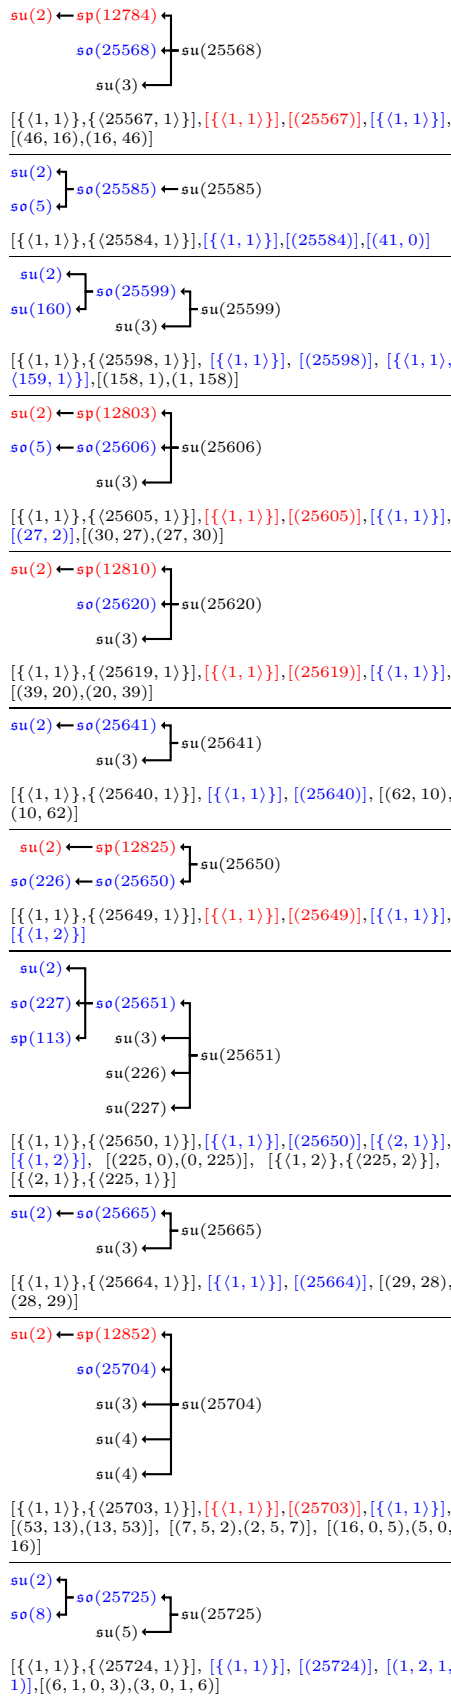 𝔰𝔲(2) 𝔰𝔭(12784)
𝔰𝔬(25568) 𝔰𝔲(25568)
𝔰𝔲(3)
[{⟨1, 1⟩},{⟨25567, 1⟩}],[{⟨1, 1⟩}],[(25567)],[{⟨1, 1⟩}],
[(46, 16),(16, 46)]
𝔰𝔲(2)
𝔰𝔬(25585) 𝔰𝔲(25585)
𝔰𝔬(5)
[{⟨1, 1⟩},{⟨25584, 1⟩}],[{⟨1, 1⟩}],[(25584)],[(41, 0)]
𝔰𝔲(2)
𝔰𝔬(25599)
𝔰𝔲(160) 𝔰𝔲(25599)
𝔰𝔲(3)
[{⟨1, 1⟩},{⟨25598, 1⟩}], [{⟨1, 1⟩}], [(25598)], [{⟨1, 1⟩,
⟨159, 1⟩}],[(158, 1),(1, 158)]
𝔰𝔲(2) 𝔰𝔭(12803)
𝔰𝔬(5) 𝔰𝔬(25606) 𝔰𝔲(25606)
𝔰𝔲(3)
[{⟨1, 1⟩},{⟨25605, 1⟩}],[{⟨1, 1⟩}],[(25605)],[{⟨1, 1⟩}],
[(27, 2)],[(30, 27),(27, 30)]
𝔰𝔲(2) 𝔰𝔭(12810)
𝔰𝔬(25620) 𝔰𝔲(25620)
𝔰𝔲(3)
[{⟨1, 1⟩},{⟨25619, 1⟩}],[{⟨1, 1⟩}],[(25619)],[{⟨1, 1⟩}],
[(39, 20),(20, 39)]
𝔰𝔲(2) 𝔰𝔬(25641)
𝔰𝔲(25641)
𝔰𝔲(3)
[{⟨1, 1⟩},{⟨25640, 1⟩}], [{⟨1, 1⟩}], [(25640)], [(62, 10),
(10, 62)]
𝔰𝔲(2) 𝔰𝔭(12825)
𝔰𝔲(25650)
𝔰𝔬(226) 𝔰𝔬(25650)
[{⟨1, 1⟩},{⟨25649, 1⟩}],[{⟨1, 1⟩}],[(25649)],[{⟨1, 1⟩}],
[{⟨1, 2⟩}]
𝔰𝔲(2)
𝔰𝔬(227) 𝔰𝔬(25651)
𝔰𝔭(113) 𝔰𝔲(3)
𝔰𝔲(25651)
𝔰𝔲(226)
𝔰𝔲(227)
[{⟨1, 1⟩},{⟨25650, 1⟩}],[{⟨1, 1⟩}],[(25650)],[{⟨2, 1⟩}],
[{⟨1, 2⟩}], [(225, 0),(0, 225)], [{⟨1, 2⟩},{⟨225, 2⟩}],
[{⟨2, 1⟩},{⟨225, 1⟩}]
𝔰𝔲(2) 𝔰𝔬(25665)
𝔰𝔲(25665)
𝔰𝔲(3)
[{⟨1, 1⟩},{⟨25664, 1⟩}], [{⟨1, 1⟩}], [(25664)], [(29, 28),
(28, 29)]
𝔰𝔲(2) 𝔰𝔭(12852)
𝔰𝔬(25704)
𝔰𝔲(3) 𝔰𝔲(25704)
𝔰𝔲(4)
𝔰𝔲(4)
[{⟨1, 1⟩},{⟨25703, 1⟩}],[{⟨1, 1⟩}],[(25703)],[{⟨1, 1⟩}],
[(53, 13),(13, 53)], [(7, 5, 2),(2, 5, 7)], [(16, 0, 5),(5, 0,
16)]
𝔰𝔲(2)
𝔰𝔬(25725)
𝔰𝔬(8) 𝔰𝔲(25725)
𝔰𝔲(5)
[{⟨1, 1⟩},{⟨25724, 1⟩}], [{⟨1, 1⟩}], [(25724)], [(1, 2, 1,
1)],[(6, 1, 0, 3),(3, 0, 1, 6)]